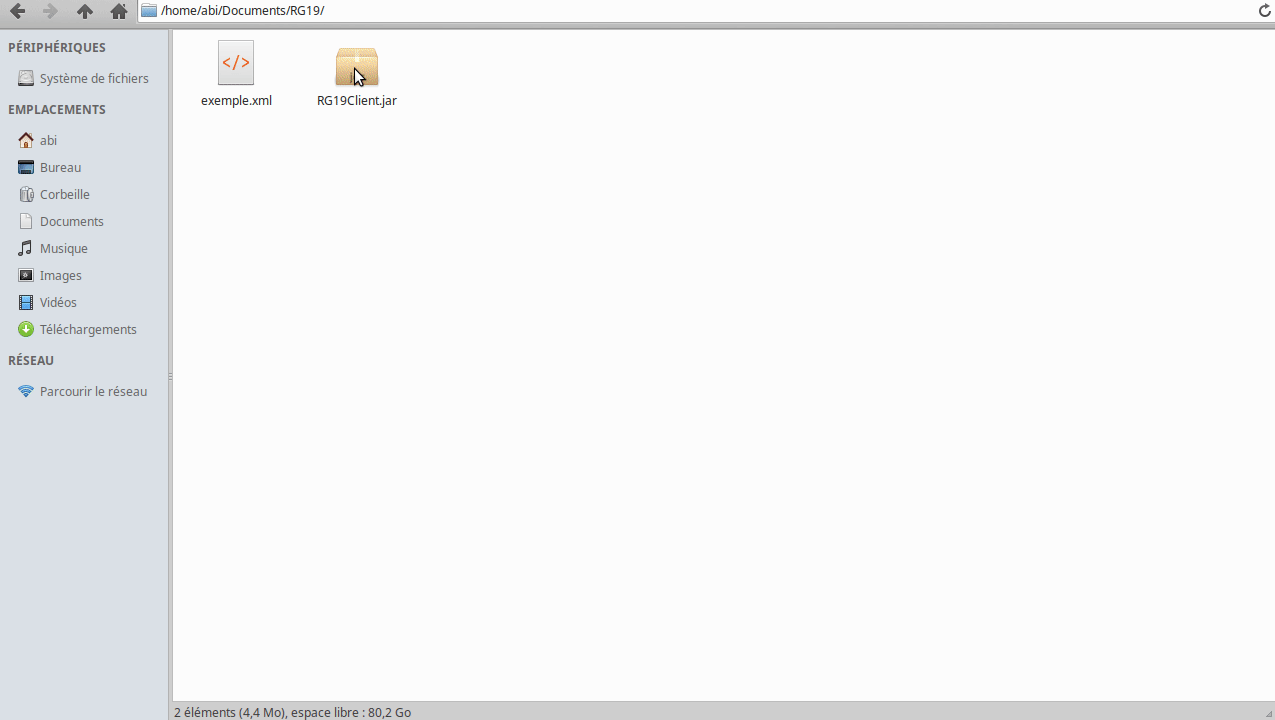 /home/abi/Documents/RG19/
PÉRIPHÉRIQUES
Système de fichiers
EMPLACEMENTS
abi
Bureau
Corbeille
Documents
Musique
Images
Vidéos
Téléchargements
RÉSEAU
Parcourir le réseau
</>
exemple.xml
RG19Client.jar
2 éléments (4,4 Mo), espace libre : 80,2 Go